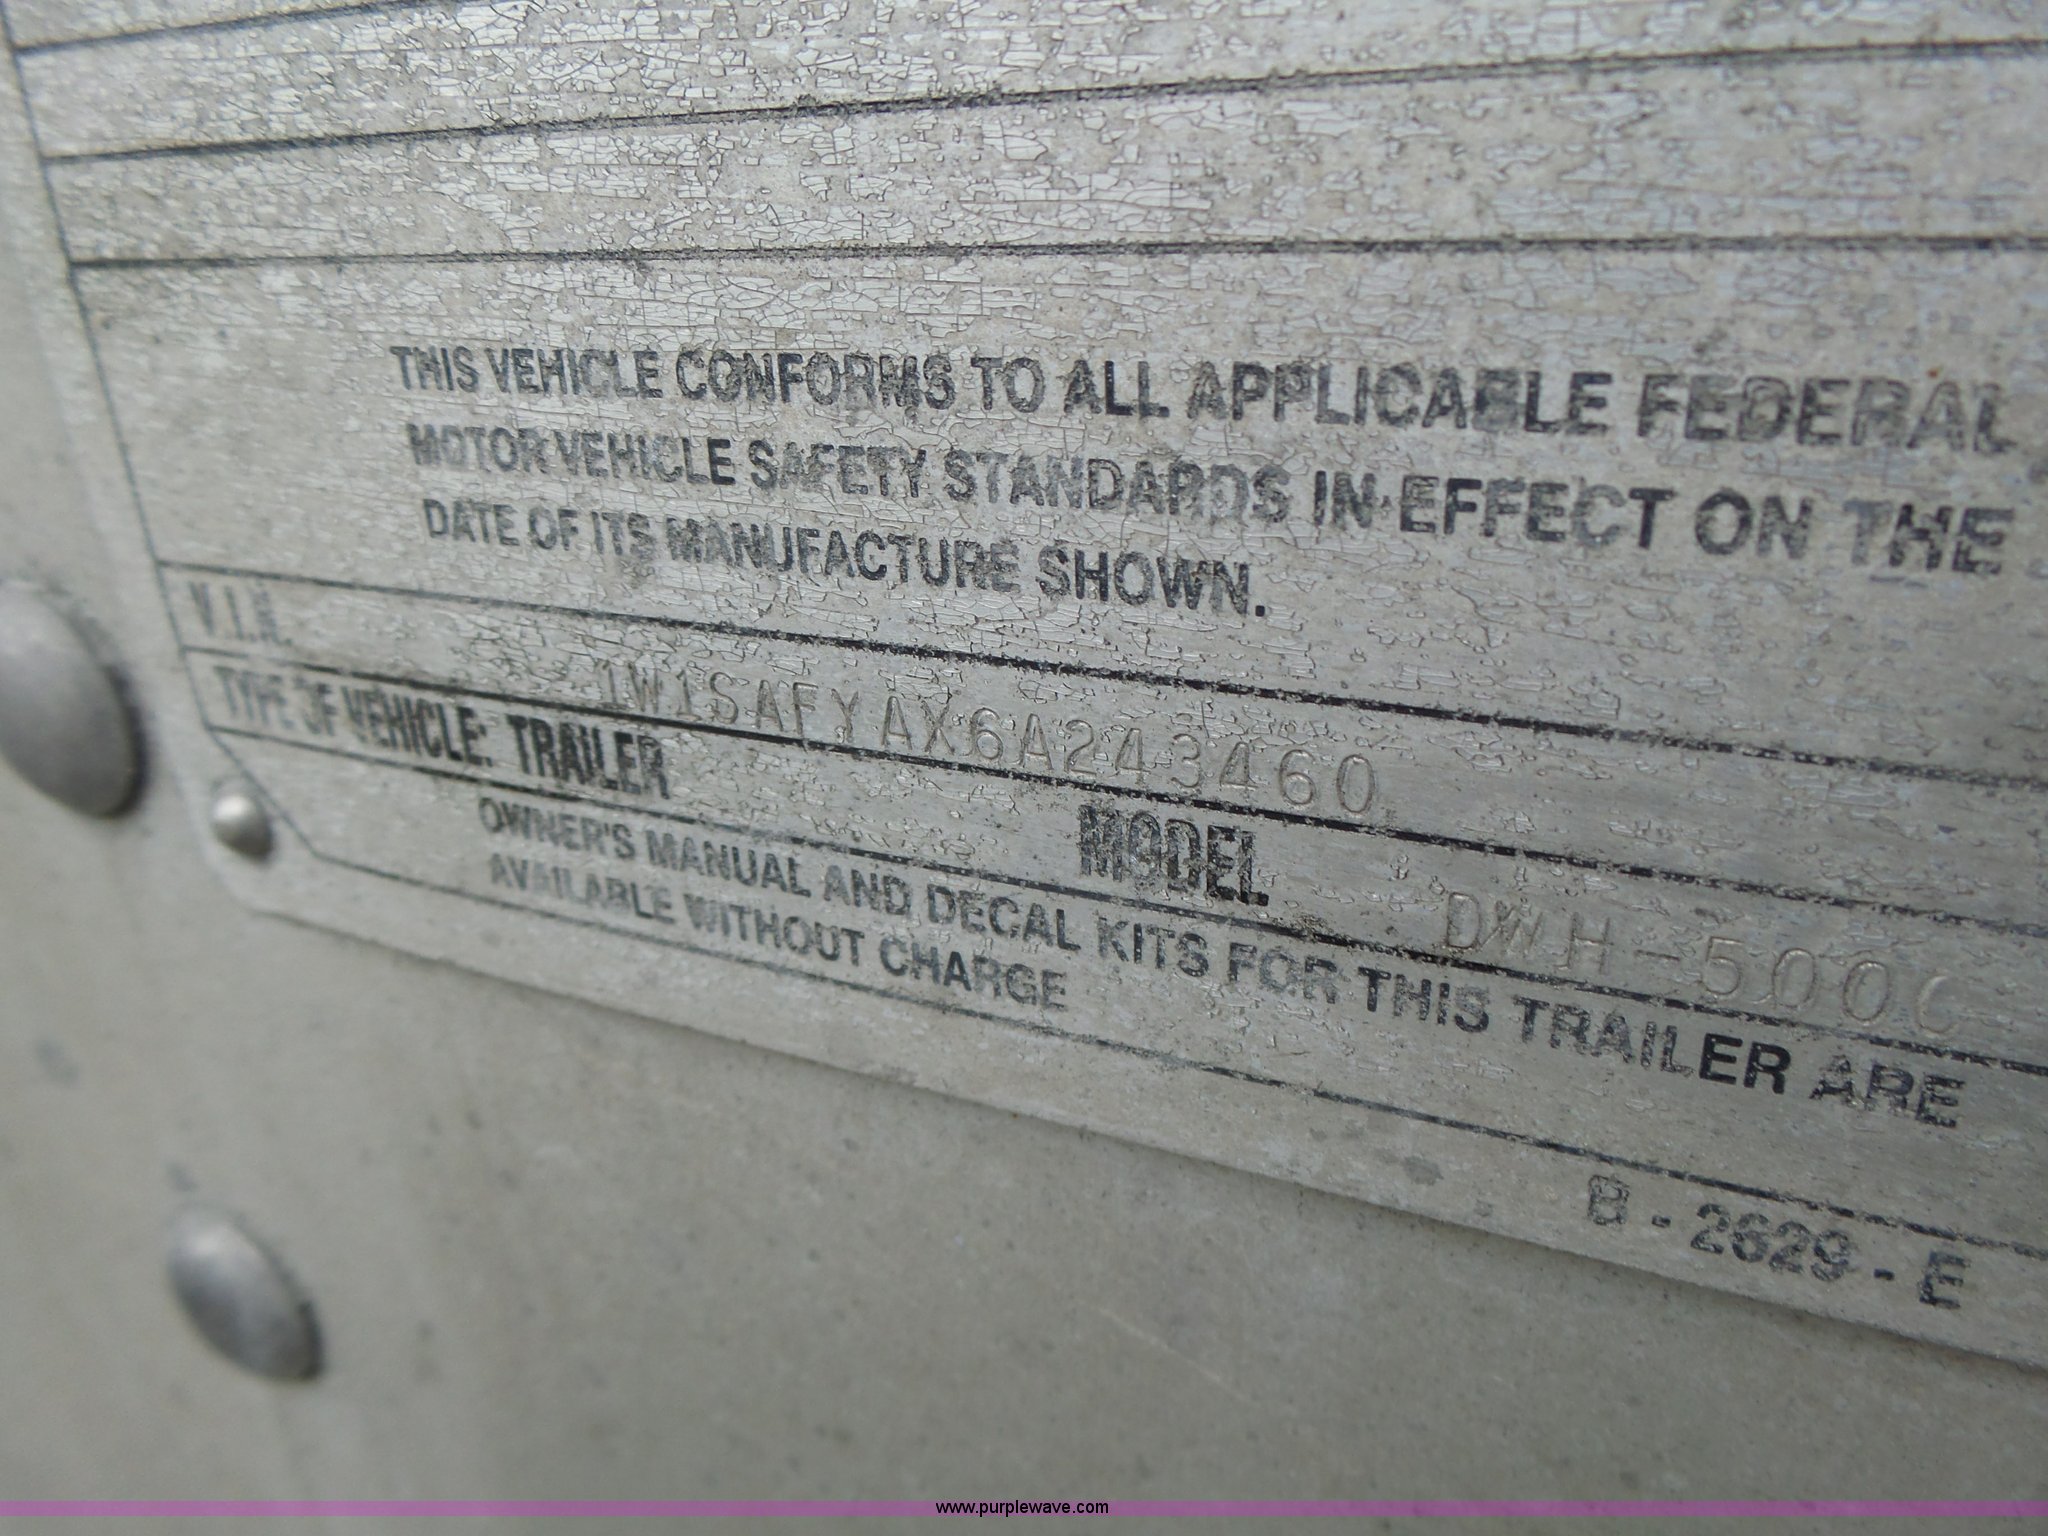 THIS VEHICLE CONFORMS TO ALL APPLICABLE FEDERAL
MOTOR VEHICLE SAFETY STANDARDS IN EFFECT ON THE
DATE OF ITS MANUFACTURE SHOWN.
V.I.N. 1W1SAFYAX6A243460
TYPE OF VEHICLE: TRAILER MODEL DWH-500
OWNER'S MANUAL AND DECAL KITS FOR THIS TRAILER ARE
AVAILABLE WITHOUT CHARGE
B - 2629 - E
www.purplewave.com